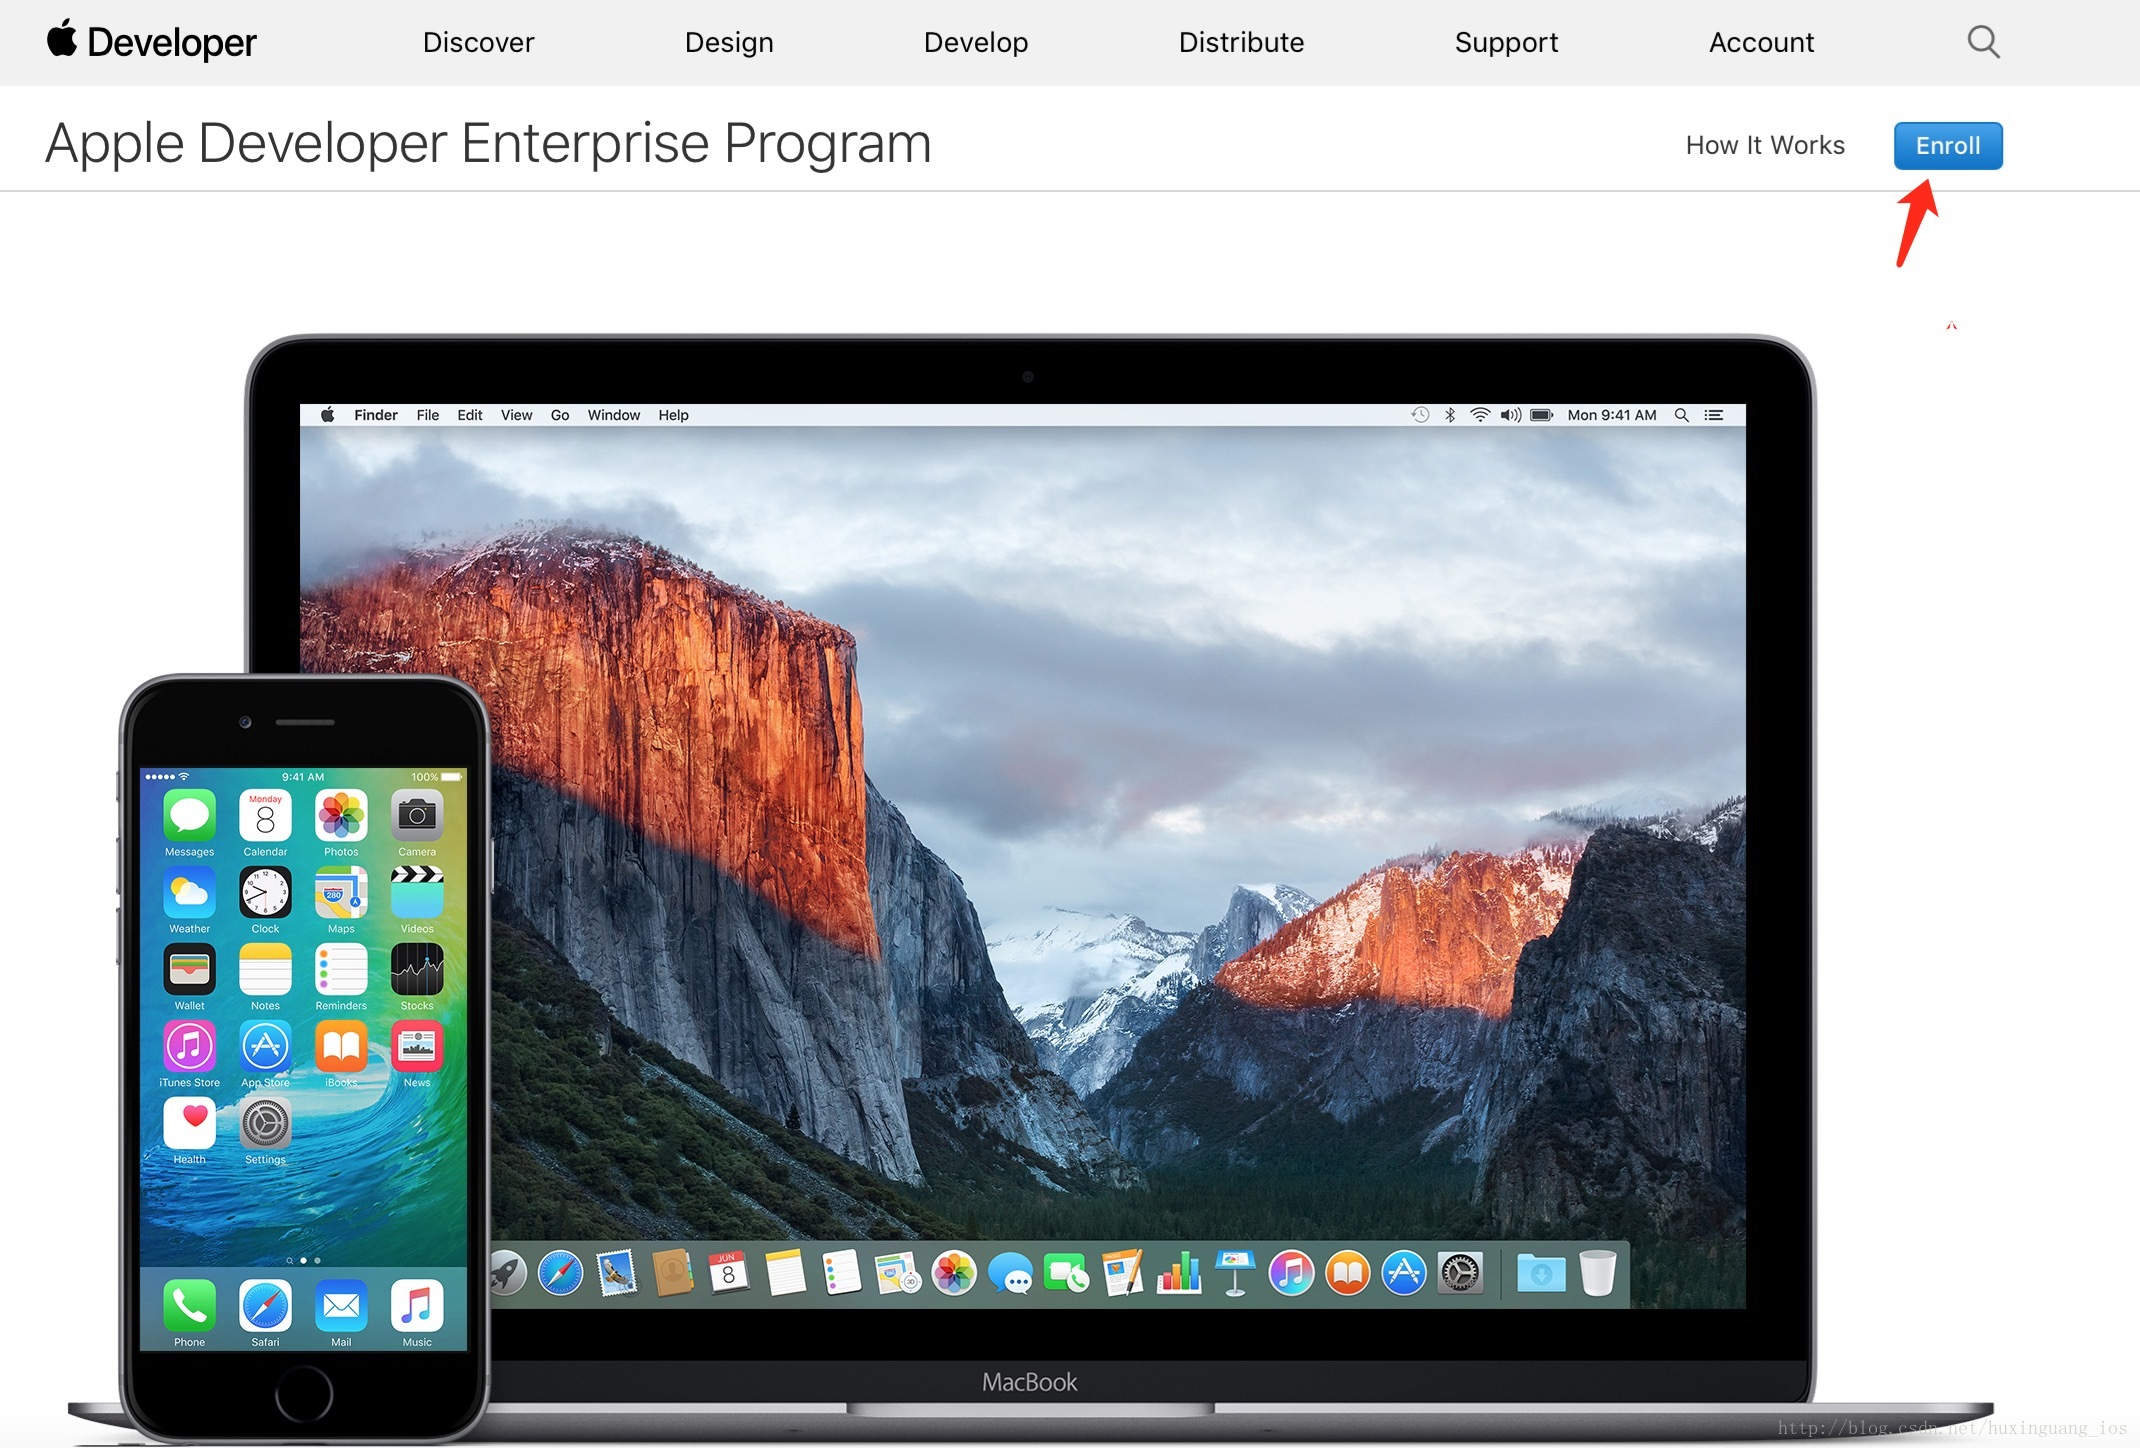 Developer Discover Design Develop Distribute Support Account
Apple Developer Enterprise Program How It Works Enroll
Finder File Edit View Go Window Help Mon 9:41 AM
9:41 AM 100%
Monday
8
Messages Calendar Photos Camera
280
Weather Clock Maps Videos
Wallet Notes Reminders Stocks
iTunes Store App Store iBooks News
Health Settings
Phone Safari Mail Music
JUN
8
3D
PAGES
MacBook
http://blog.csdn.net/huxinguang_ios